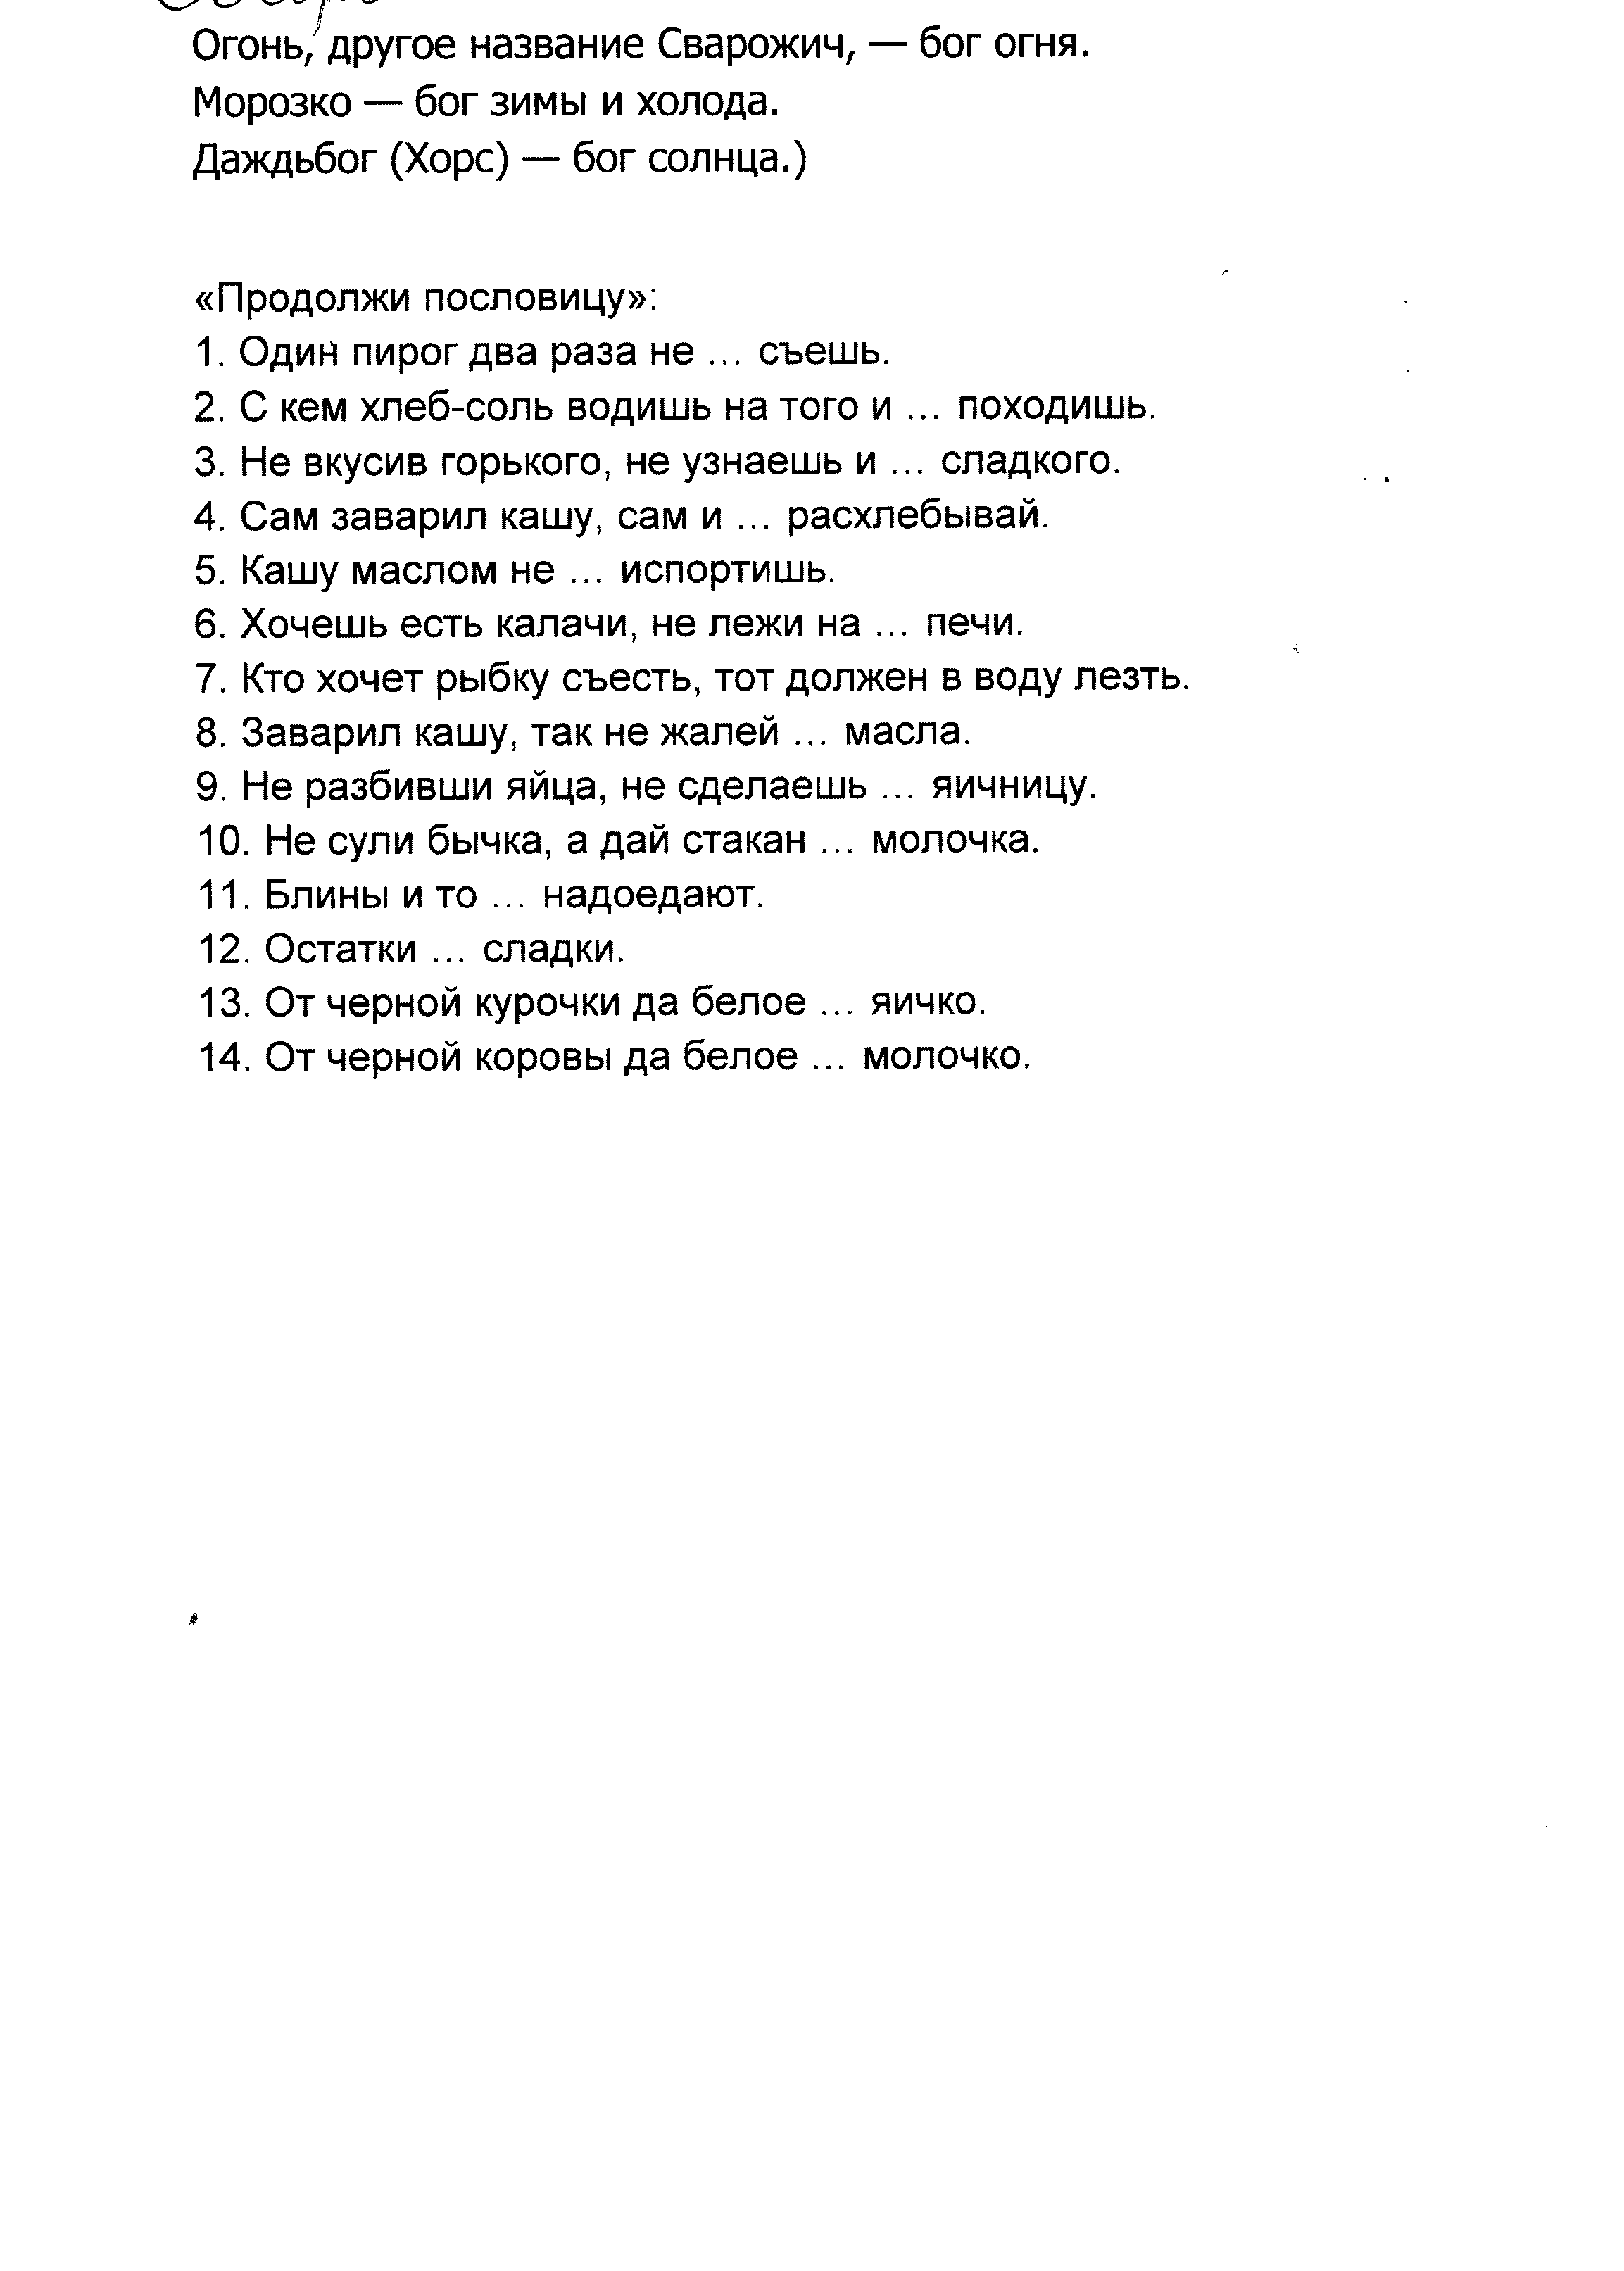 Огонь, другое название Сварожич, — бог огня.
Морозко — бог зимы и холода.
Даждьбог (Хорс) — бог солнца.)
«Продолжи пословицу»:
1. Один пирог два раза не ... съешь.
2. С кем хлеб-соль водишь на того и ... походишь.
3. Не вкусив горького, не узнаешь и ... сладкого.
4. Сам заварил кашу, сам и ... расхлебывай.
5. Кашу маслом не ... испортишь.
6. Хочешь есть калачи, не лежи на ... печи.
7. Кто хочет рыбку съесть, тот должен в воду лезть.
8. Заварил кашу, так не жалей ... масла.
9. Не разбивши яйца, не сделаешь ... яичницу.
10. Не сули бычка, а дай стакан ... молочка.
11. Блины и то ... надоедают.
12. Остатки ... сладки.
13. От черной курочки да белое ... яичко.
14. От черной коровы да белое ... молочко.